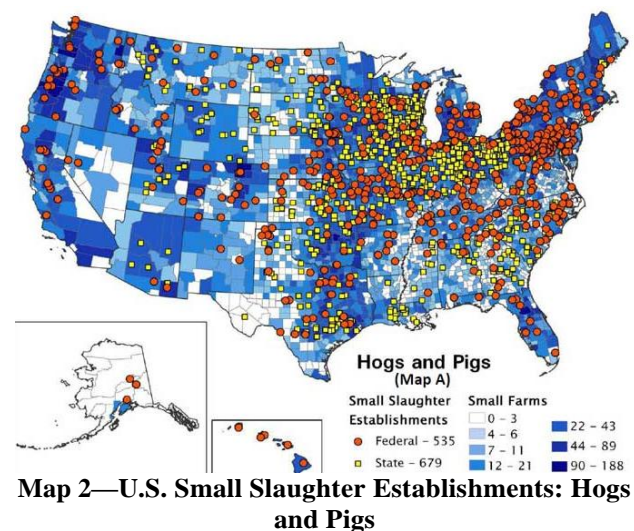 Hogs and Pigs
(Map A)
Small Slaughter
Establishments
Federal - 535
State - 679
Small Farms
0 - 3
4 - 6
7 - 11
12 - 21
22 - 43
44 - 89
90 - 188
Map 2—U.S. Small Slaughter Establishments: Hogs
and Pigs